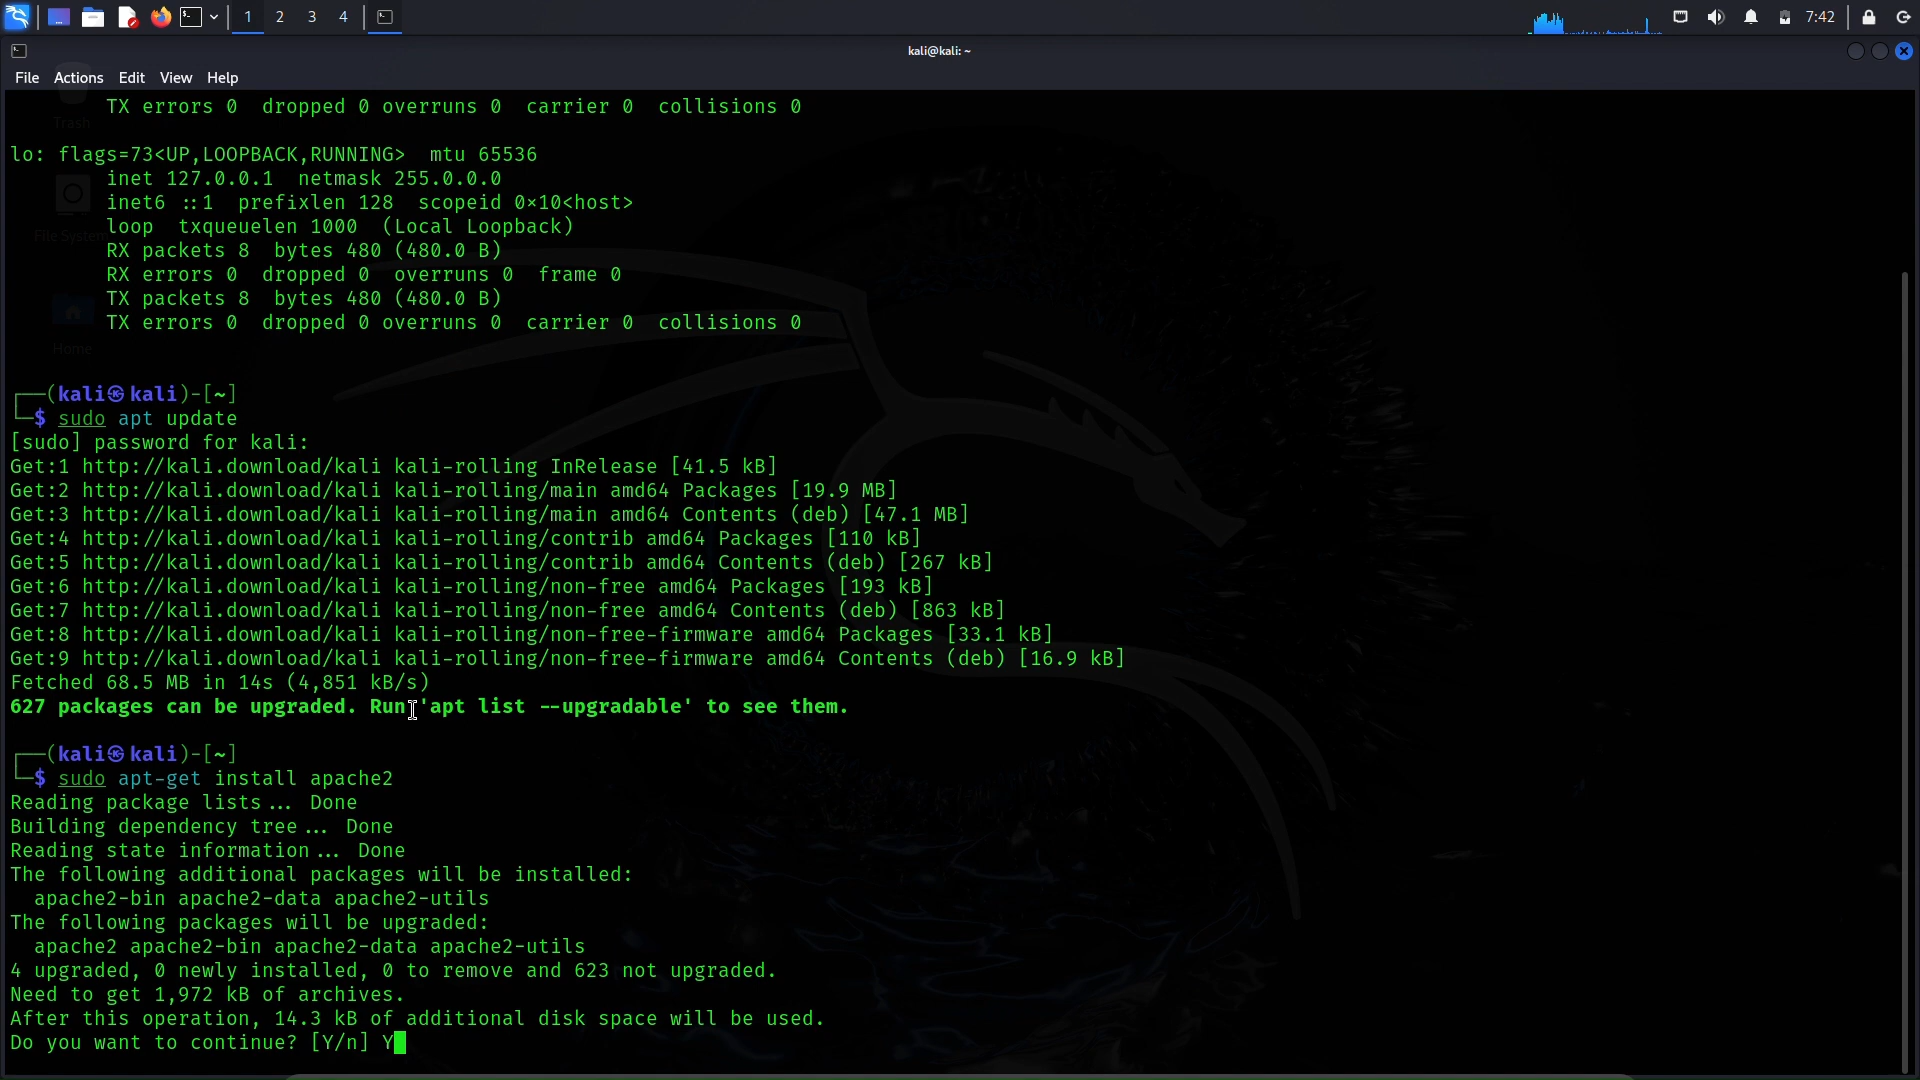 1 2 3 4
7:42
kali@kali: ~
File Actions Edit View Help
Trash
File System
Home
TX errors 0 dropped 0 overruns 0 carrier 0 collisions 0
lo: flags=73<UP,LOOPBACK,RUNNING> mtu 65536
inet 127.0.0.1 netmask 255.0.0.0
inet6 ::1 prefixlen 128 scopeid 0×10<host>
loop txqueuelen 1000 (Local Loopback)
RX packets 8 bytes 480 (480.0 B)
RX errors 0 dropped 0 overruns 0 frame 0
TX packets 8 bytes 480 (480.0 B)
TX errors 0 dropped 0 overruns 0 carrier 0 collisions 0
┌──(kali㉿kali)-[~]
└─$ sudo apt update
[sudo] password for kali:
Get:1 http://kali.download/kali kali-rolling InRelease [41.5 kB]
Get:2 http://kali.download/kali kali-rolling/main amd64 Packages [19.9 MB]
Get:3 http://kali.download/kali kali-rolling/main amd64 Contents (deb) [47.1 MB]
Get:4 http://kali.download/kali kali-rolling/contrib amd64 Packages [110 kB]
Get:5 http://kali.download/kali kali-rolling/contrib amd64 Contents (deb) [267 kB]
Get:6 http://kali.download/kali kali-rolling/non-free amd64 Packages [193 kB]
Get:7 http://kali.download/kali kali-rolling/non-free amd64 Contents (deb) [863 kB]
Get:8 http://kali.download/kali kali-rolling/non-free-firmware amd64 Packages [33.1 kB]
Get:9 http://kali.download/kali kali-rolling/non-free-firmware amd64 Contents (deb) [16.9 kB]
Fetched 68.5 MB in 14s (4,851 kB/s)
627 packages can be upgraded. Run 'apt list --upgradable' to see them.
┌──(kali㉿kali)-[~]
└─$ sudo apt-get install apache2
Reading package lists... Done
Building dependency tree... Done
Reading state information... Done
The following additional packages will be installed:
apache2-bin apache2-data apache2-utils
The following packages will be upgraded:
apache2 apache2-bin apache2-data apache2-utils
4 upgraded, 0 newly installed, 0 to remove and 623 not upgraded.
Need to get 1,972 kB of archives.
After this operation, 14.3 kB of additional disk space will be used.
Do you want to continue? [Y/n] Y